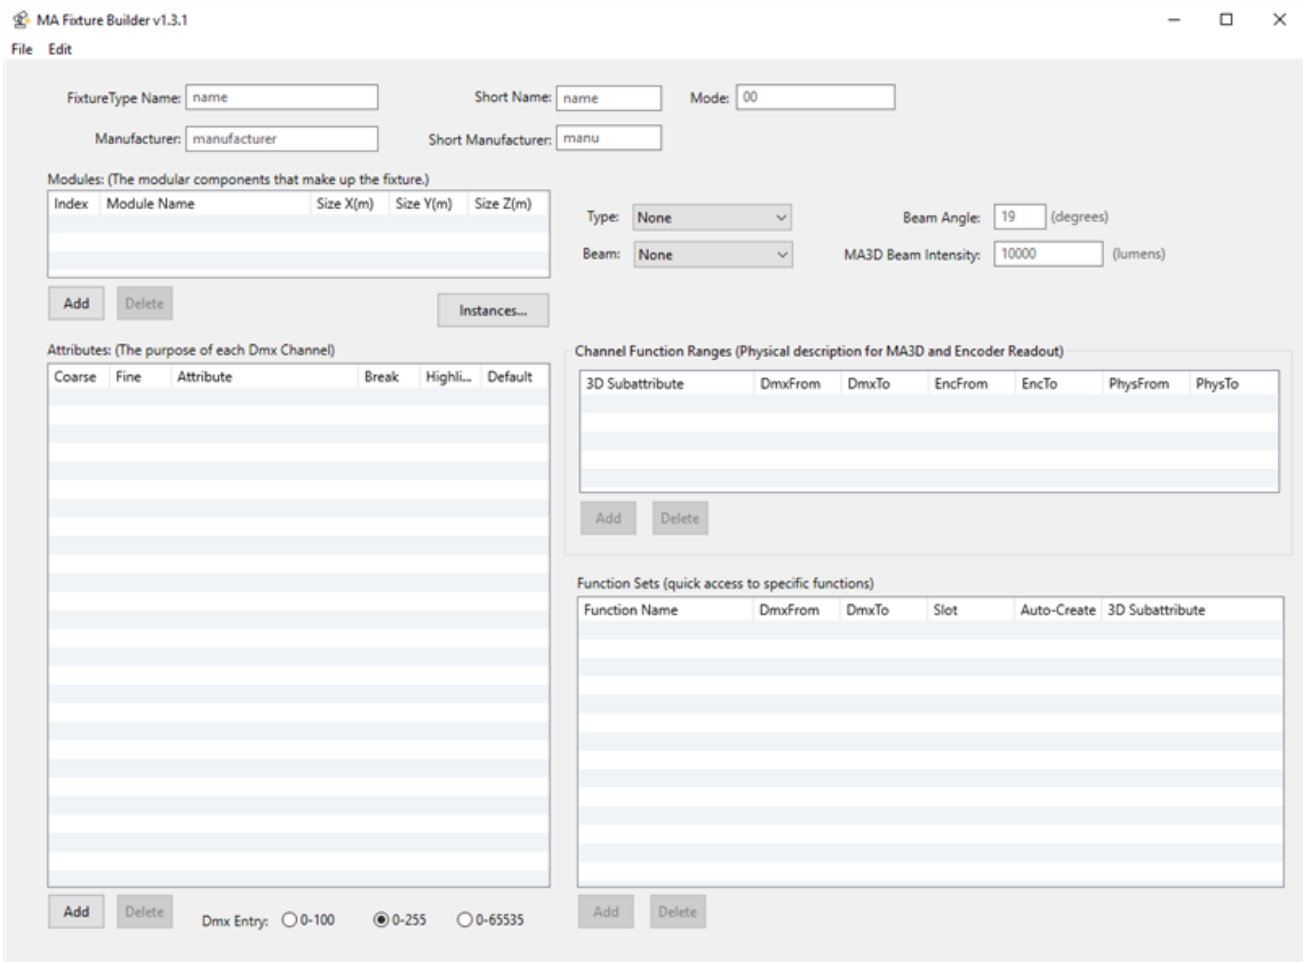 MA Fixture Builder v1.3.1
File Edit
FixtureType Name: name Short Name: name Mode: 00
Manufacturer: manufacturer Short Manufacturer: manu
Modules: (The modular components that make up the fixture.)
Index Module Name Size X(m) Size Y(m) Size Z(m)
Type: None Beam Angle: 19 (degrees)
Beam: None MA3D Beam Intensity: 10000 (lumens)
Add Delete Instances...
Attributes: (The purpose of each Dmx Channel)
Coarse Fine Attribute Break Highli... Default
Channel Function Ranges (Physical description for MA3D and Encoder Readout)
3D Subattribute DmxFrom DmxTo EncFrom EncTo PhysFrom PhysTo
Add Delete
Function Sets (quick access to specific functions)
Function Name DmxFrom DmxTo Slot Auto-Create 3D Subattribute
Add Delete Dmx Entry: 0-100 0-255 0-65535
Add Delete